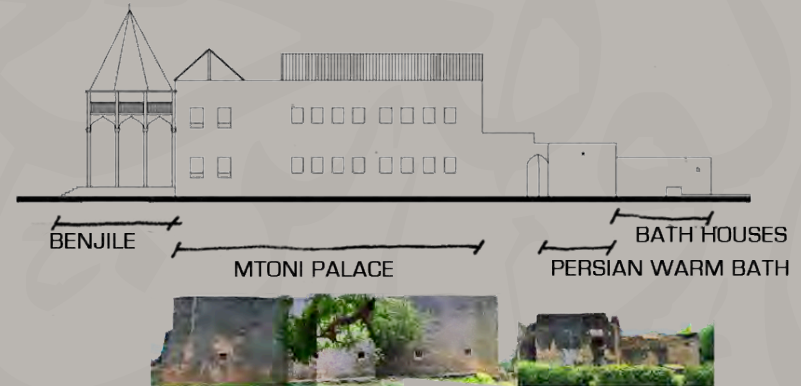 BENJILE
MTONI PALACE
BATH HOUSES
PERSIAN WARM BATH